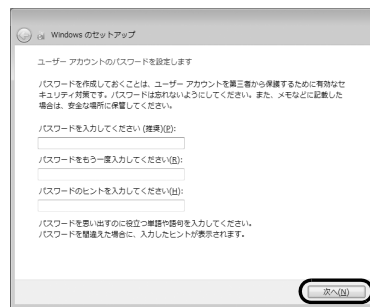 Windows のセットアップ
ユーザー アカウントのパスワードを設定します
パスワードを作成しておくことは、ユーザー アカウントを第三者から保護するために有効なセ
キュリティ対策です。パスワードは忘れないようにしてください。また、メモなどに記載した
場合は、安全な場所に保管してください。
パスワードを入力してください (推奨)(P):
パスワードをもう一度入力してください(R):
パスワードのヒントを入力してください(H):
パスワードを思い出すのに役立つ単語や語句を入力してください。
パスワードを間違えた場合に、入力したヒントが表示されます。
次へ(N)